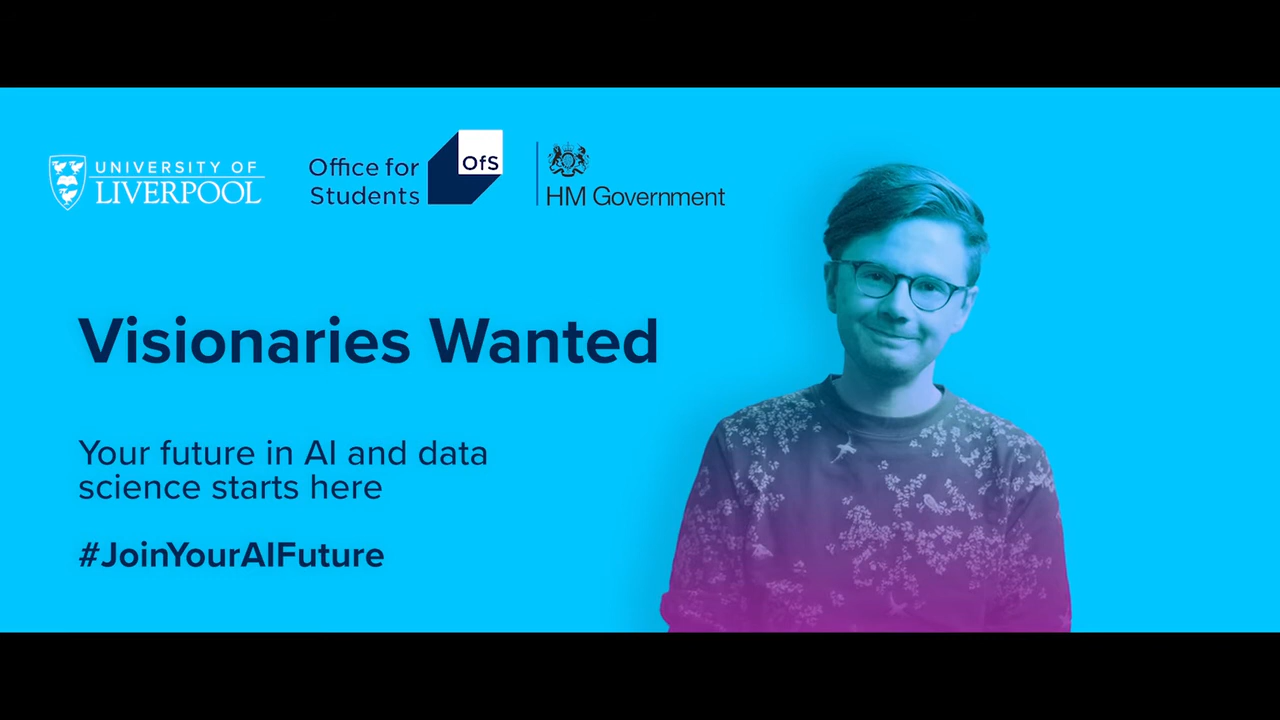 UNIVERSITY OF
LIVERPOOL
Office for
Students
OfS
HM Government
Visionaries Wanted
Your future in AI and data
science starts here
#JoinYourAIFuture